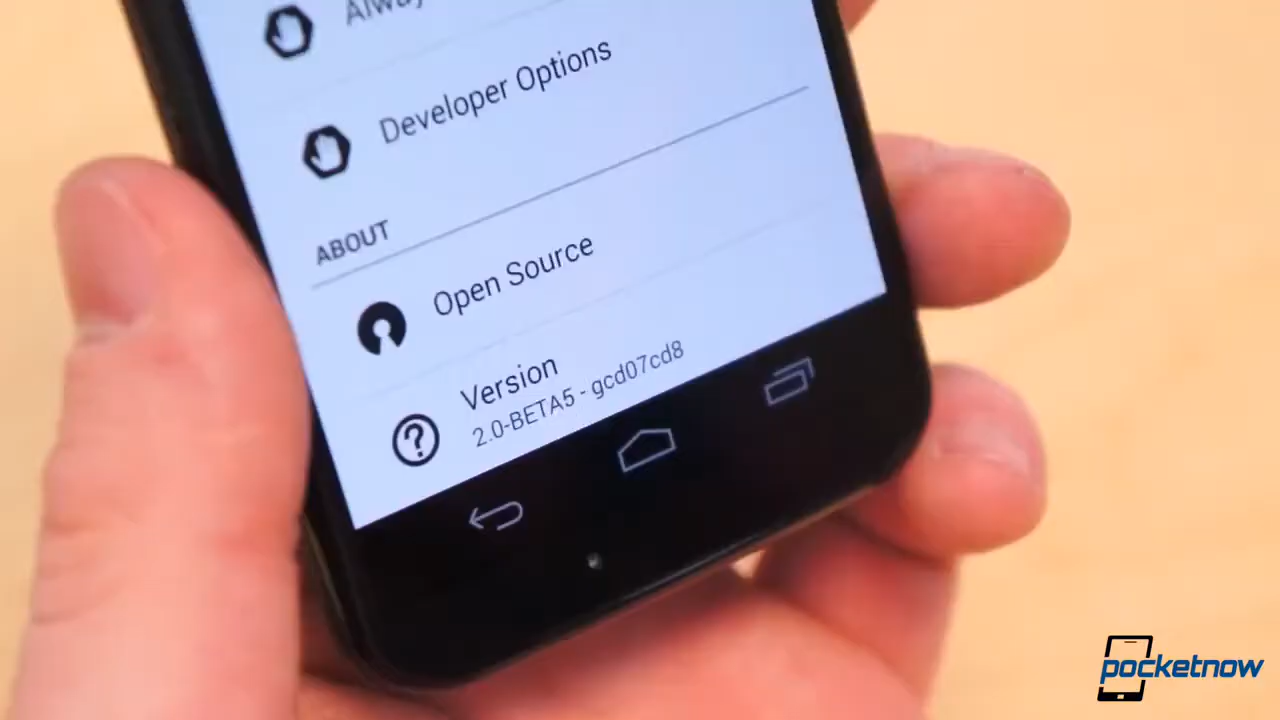 Developer Options
ABOUT
Open Source
Version
2.0-BETA5 - gcd07cd8
pocketnow